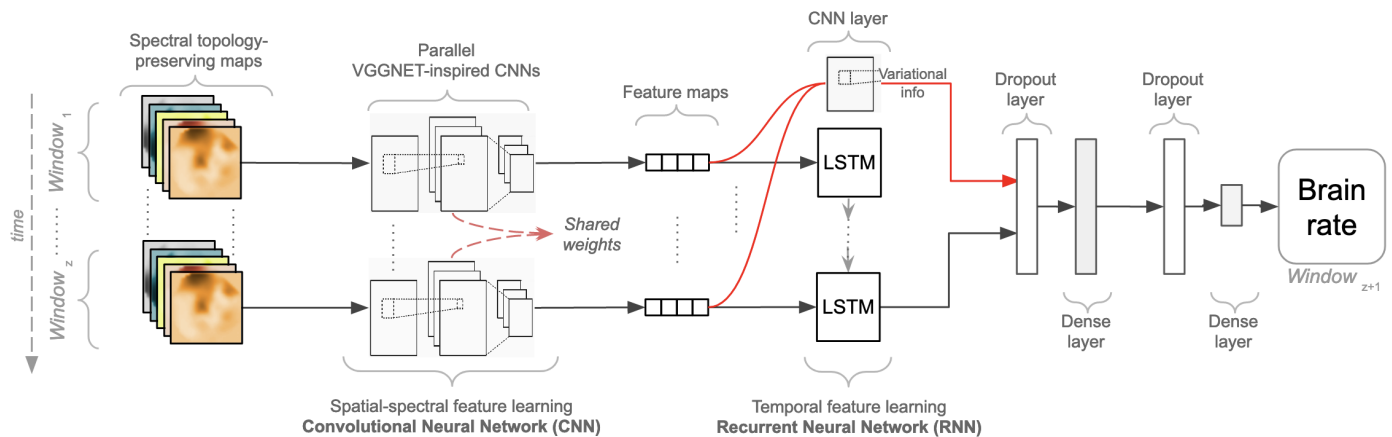 Spectral topology-
preserving maps
Parallel
VGGNET-inspired CNNs
Feature maps
CNN layer
Variational
info
Dropout
layer
Dropout
layer
time
Window 1
Window z
Shared
weights
LSTM
LSTM
Brain
rate
Window z+1
Dense
layer
Dense
layer
Spatial-spectral feature learning
Convolutional Neural Network (CNN)
Temporal feature learning
Recurrent Neural Network (RNN)